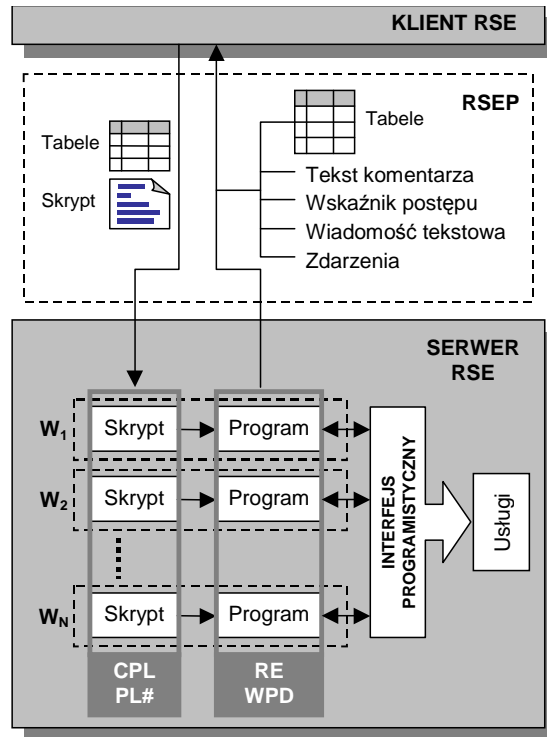 KLIENT RSE
RSEP
Tabele
Skrypt
Tabele
Tekst komentarza
Wskaźnik postępu
Wiadomość tekstowa
Zdarzenia
SERWER
RSE
W1
Skrypt
Program
W2
Skrypt
Program
WN
Skrypt
Program
INTERFEJS
PROGRAMISTYCZNY
Usługi
CPL
PL#
RE
WPD